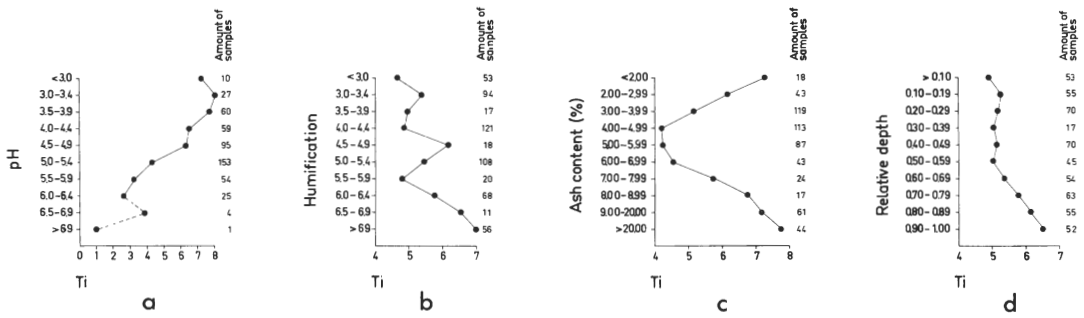 Amount of
samples
pH
<3.0 10
3.0-3.4 27
3.5-3.9 60
4.0-4.4 59
4.5-4.9 95
5.0-5.4 153
5.5-5.9 54
6.0-6.4 25
6.5-6.9 4
>6.9 1
0 1 2 3 4 5 6 7 8
Ti
a
Amount of
samples
Humification
<3.0 53
3.0-3.4 94
3.5-3.9 17
4.0-4.4 121
4.5-4.9 18
5.0-5.4 108
5.5-5.9 20
6.0-6.4 68
6.5-6.9 11
>6.9 56
4 5 6 7
Ti
b
Amount of
samples
Ash content (%)
<2.00 18
2.00-2.99 43
3.00-3.99 119
4.00-4.99 113
5.00-5.99 87
6.00-6.99 43
7.00-7.99 24
8.00-8.99 17
9.00-20.00 61
>20.00 44
4 5 6 7 8
Ti
c
Amount of
samples
Relative depth
> 0.10 53
0.10-0.19 55
0.20-0.29 70
0.30-0.39 17
0.40-0.49 70
0.50-0.59 45
0.60-0.69 54
0.70-0.79 63
0.80-0.89 55
0.90-1.00 52
4 5 6 7
Ti
d